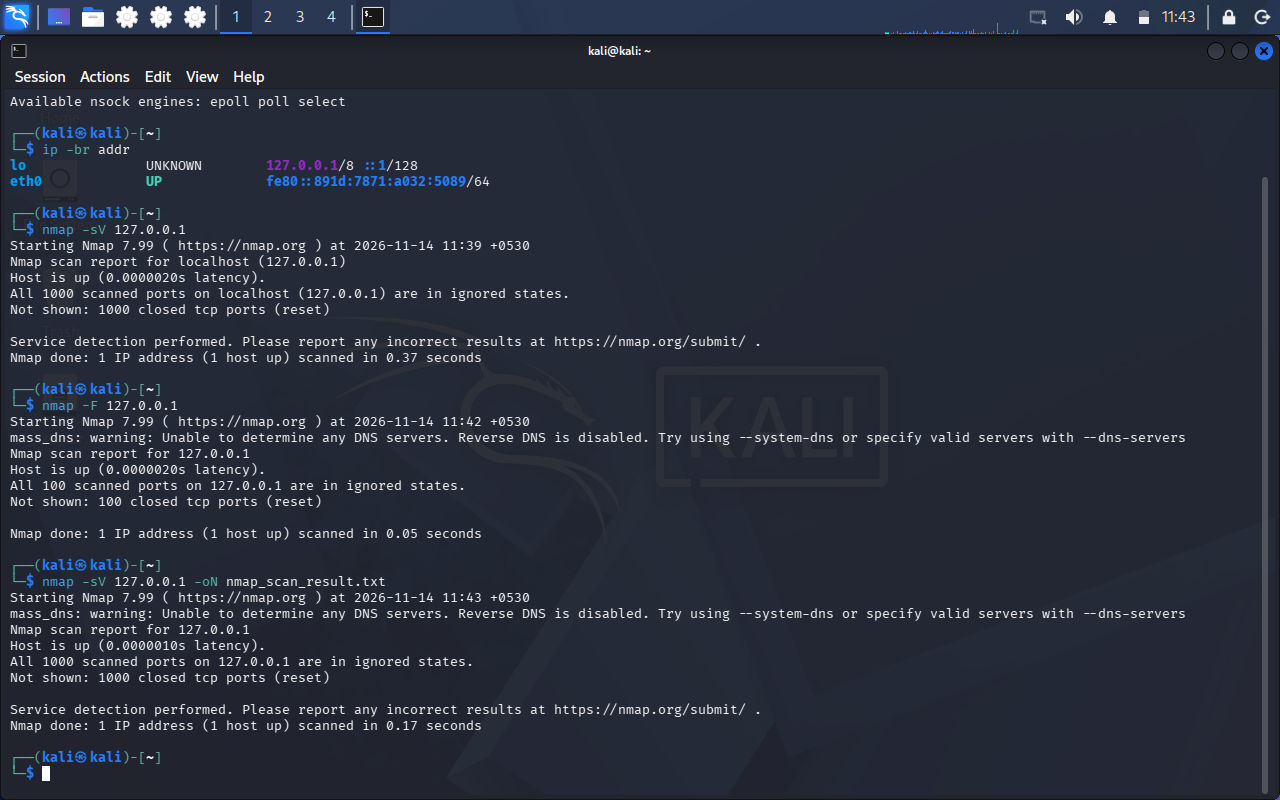 1 2 3 4 11:43
kali@kali: ~
Session Actions Edit View Help
Available nsock engines: epoll poll select
Home
┌──(kali㉿kali)-[~]
└─$ ip -br addr
lo UNKNOWN 127.0.0.1/8 ::1/128
eth0 UP fe80::891d:7871:a032:5089/64
┌──(kali㉿kali)-[~]
└─$ nmap -sV 127.0.0.1
Starting Nmap 7.99 ( https://nmap.org ) at 2026-11-14 11:39 +0530
Nmap scan report for localhost (127.0.0.1)
Host is up (0.0000020s latency).
All 1000 scanned ports on localhost (127.0.0.1) are in ignored states.
Not shown: 1000 closed tcp ports (reset)
Trash
Service detection performed. Please report any incorrect results at https://nmap.org/submit/ .
Nmap done: 1 IP address (1 host up) scanned in 0.37 seconds
┌──(kali㉿kali)-[~]
└─$ nmap -F 127.0.0.1
Starting Nmap 7.99 ( https://nmap.org ) at 2026-11-14 11:42 +0530
mass_dns: warning: Unable to determine any DNS servers. Reverse DNS is disabled. Try using --system-dns or specify valid servers with --dns-servers
Nmap scan report for 127.0.0.1
Host is up (0.0000020s latency).
All 100 scanned ports on 127.0.0.1 are in ignored states.
Not shown: 100 closed tcp ports (reset)
KALI
Nmap done: 1 IP address (1 host up) scanned in 0.05 seconds
┌──(kali㉿kali)-[~]
└─$ nmap -sV 127.0.0.1 -oN nmap_scan_result.txt
Starting Nmap 7.99 ( https://nmap.org ) at 2026-11-14 11:43 +0530
mass_dns: warning: Unable to determine any DNS servers. Reverse DNS is disabled. Try using --system-dns or specify valid servers with --dns-servers
Nmap scan report for 127.0.0.1
Host is up (0.0000010s latency).
All 1000 scanned ports on 127.0.0.1 are in ignored states.
Not shown: 1000 closed tcp ports (reset)
Service detection performed. Please report any incorrect results at https://nmap.org/submit/ .
Nmap done: 1 IP address (1 host up) scanned in 0.17 seconds
┌──(kali㉿kali)-[~]
└─$